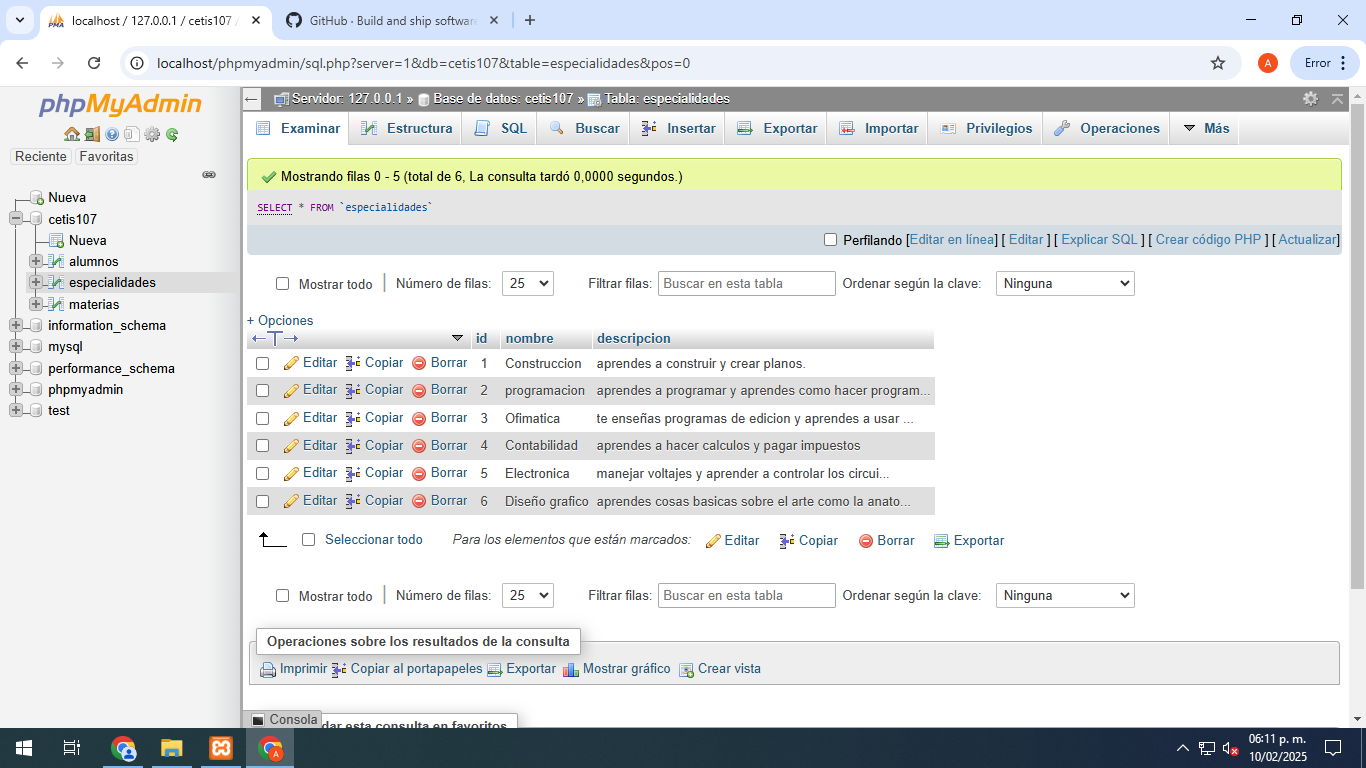 localhost / 127.0.0.1 / cetis107 /
GitHub · Build and ship software
localhost/phpmyadmin/sql.php?server=1&db=cetis107&table=especialidades&pos=0
A
Error
phpMyAdmin
Reciente Favoritas
Nueva
cetis107
Nueva
alumnos
especialidades
materias
information_schema
mysql
performance_schema
phpmyadmin
test
Servidor: 127.0.0.1 » Base de datos: cetis107 » Tabla: especialidades
Examinar Estructura SQL Buscar Insertar Exportar Importar Privilegios Operaciones Más
Mostrando filas 0 - 5 (total de 6, La consulta tardó 0,0000 segundos.)
SELECT * FROM `especialidades`
Perfilando [Editar en línea] [ Editar ] [ Explicar SQL ] [ Crear código PHP ] [ Actualizar]
Mostrar todo Número de filas: 25 Filtrar filas: Buscar en esta tabla Ordenar según la clave: Ninguna
+ Opciones
id nombre descripcion
Editar Copiar Borrar 1 Construccion aprendes a construir y crear planos.
Editar Copiar Borrar 2 programacion aprendes a programar y aprendes como hacer program...
Editar Copiar Borrar 3 Ofimatica te enseñas programas de edicion y aprendes a usar ...
Editar Copiar Borrar 4 Contabilidad aprendes a hacer calculos y pagar impuestos
Editar Copiar Borrar 5 Electronica manejar voltajes y aprender a controlar los circui...
Editar Copiar Borrar 6 Diseño grafico aprendes cosas basicas sobre el arte como la anato...
Seleccionar todo Para los elementos que están marcados: Editar Copiar Borrar Exportar
Mostrar todo Número de filas: 25 Filtrar filas: Buscar en esta tabla Ordenar según la clave: Ninguna
Operaciones sobre los resultados de la consulta
Imprimir Copiar al portapapeles Exportar Mostrar gráfico Crear vista
Consola
dar esta consulta en favoritos
A
06:11 p. m.
10/02/2025